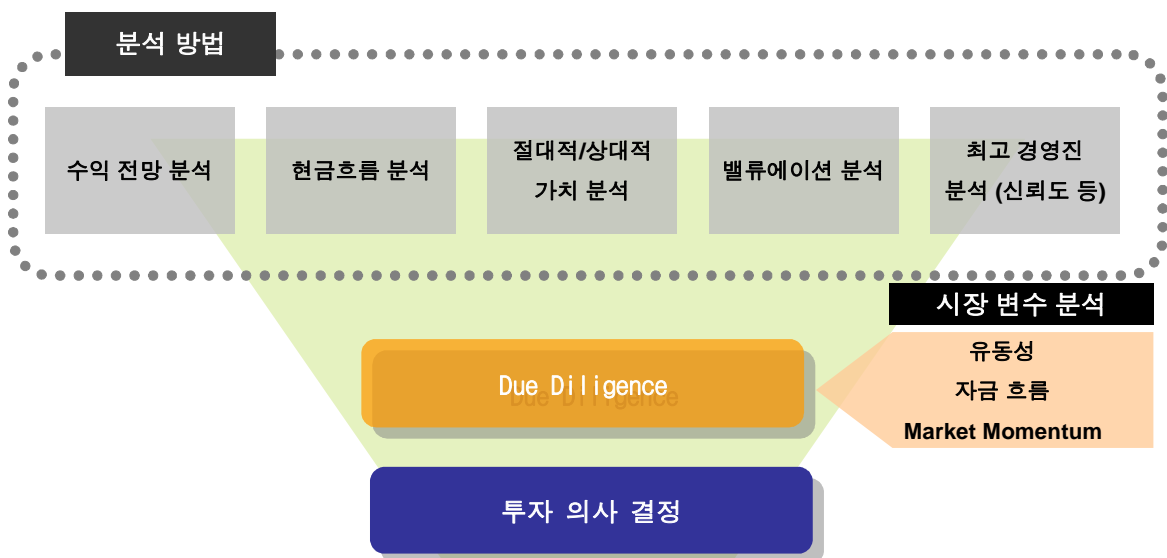 분석 방법
수익 전망 분석
현금흐름 분석
절대적/상대적
가치 분석
밸류에이션 분석
최고 경영진
분석 (신뢰도 등)
시장 변수 분석
유동성
자금 흐름
Market Momentum
Due Diligence
투자 의사 결정